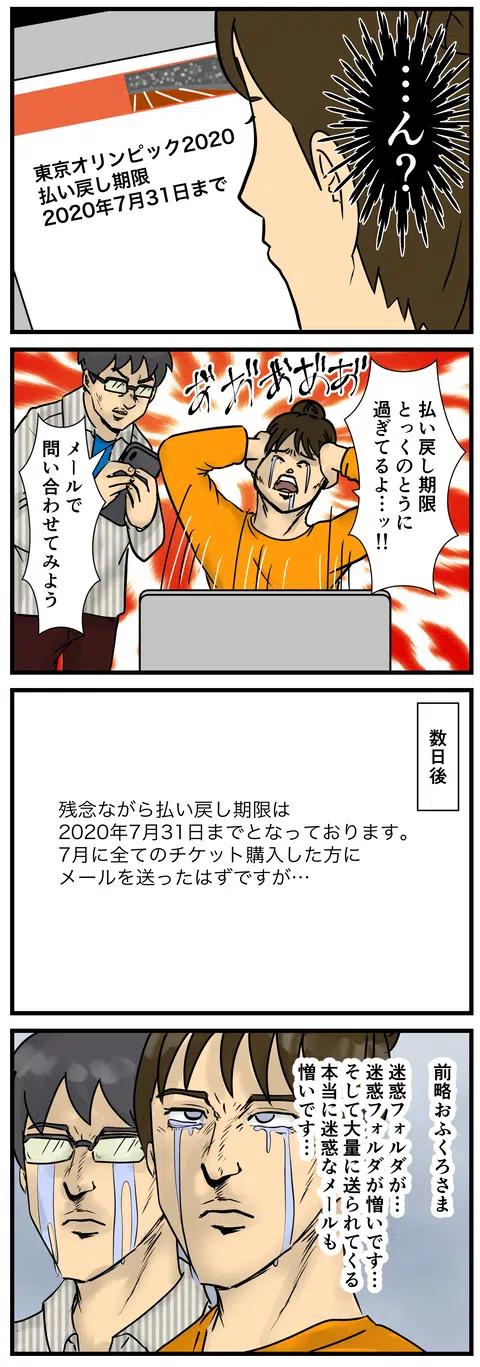 …ん?
東京オリンピック2020
払い戻し期限
2020年7月31日まで
払い戻し期限
とっくのとうに
過ぎてるよ…ッ!!
お゛お゛お゛お゛お゛
メールで
問い合わせてみよう
数日後
残念ながら払い戻し期限は
2020年7月31日までとなっております。
7月に全てのチケット購入した方に
メールを送ったはずですが…
前略おふくろさま
迷惑フォルダが…
迷惑フォルダが憎いです…
そして大量に送られてくる
本当に迷惑なメールも
憎いです…